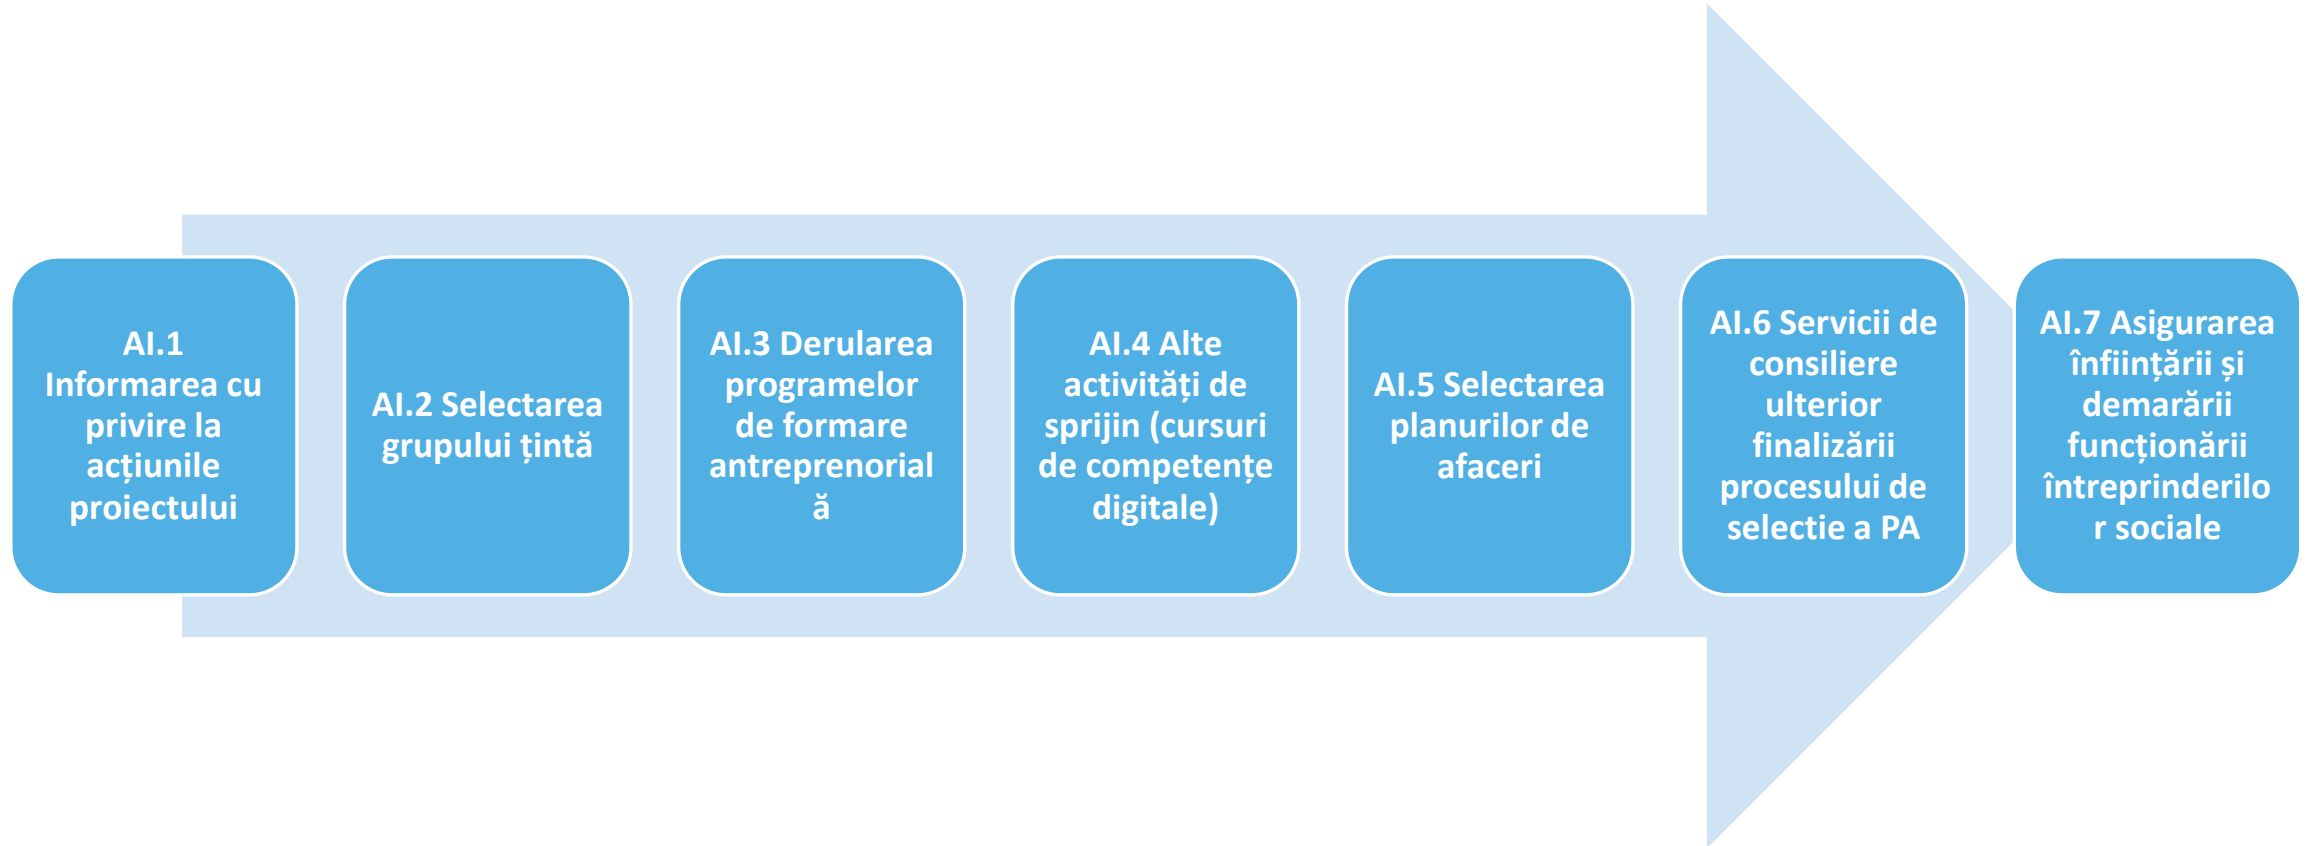 AI.1
Informarea cu
privire la
acțiunile
proiectului
AI.2 Selectarea
grupului țintă
AI.3 Derularea
programelor
de formare
antreprenorial
ă
AI.4 Alte
activități de
sprijin (cursuri
de competențe
digitale)
AI.5 Selectarea
planurilor de
afaceri
AI.6 Servicii de
consiliere
ulterior
finalizării
procesului de
selectie a PA
AI.7 Asigurarea
înființării și
demarării
funcționării
întreprinderilo
r sociale